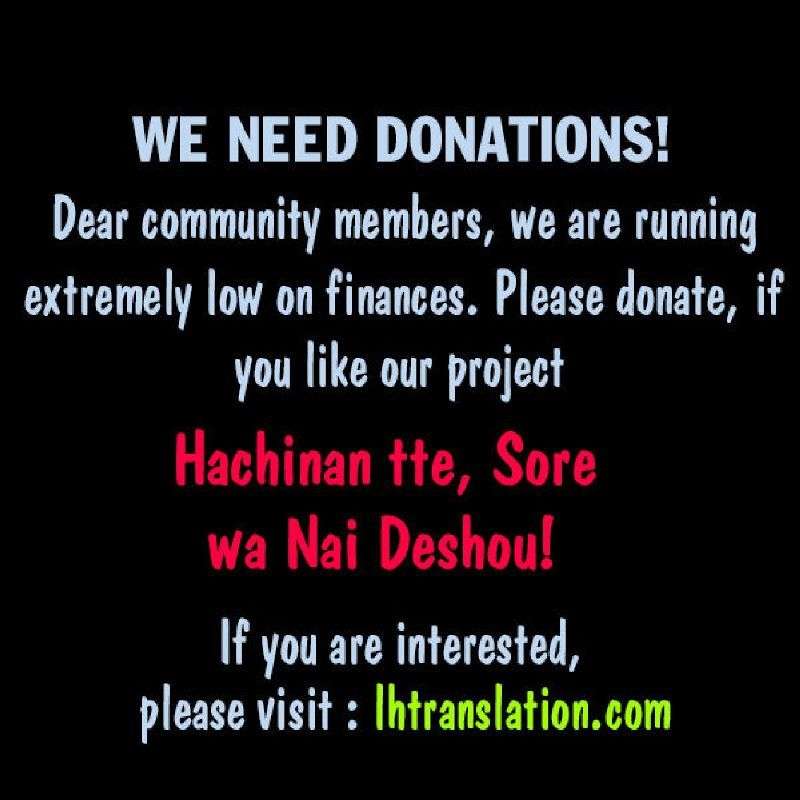 WE NEED DONATIONS!
Dear community members, we are running
extremely low on finances. Please donate, if
you like our project
Hachinan tte, Sore
wa Nai Deshou!
If you are interested,
please visit : lhtranslation.com